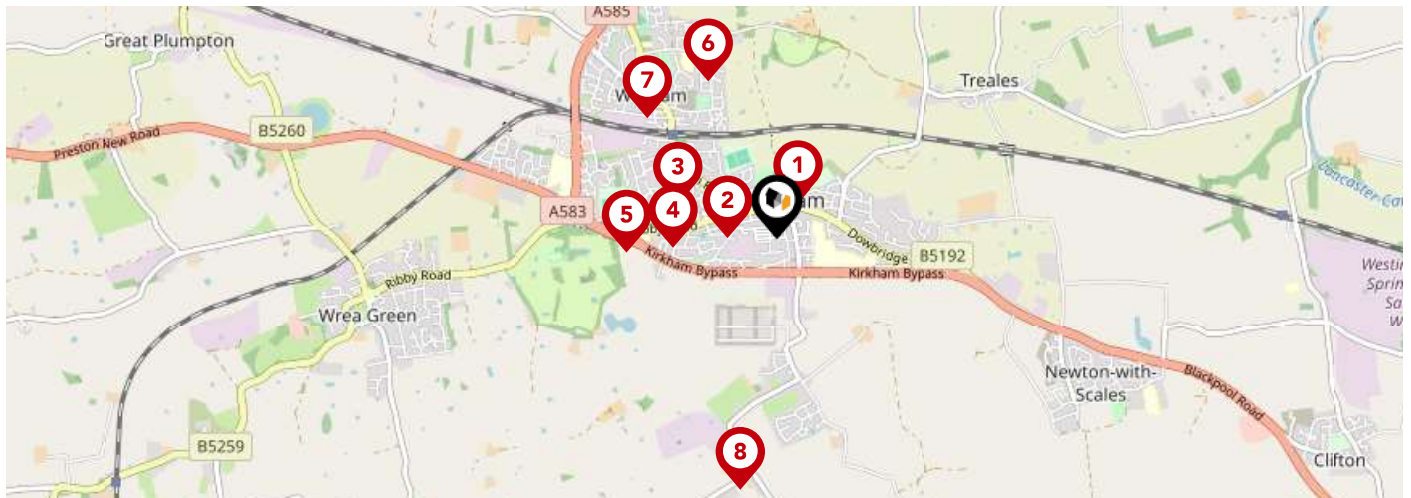 A585
Great Plumpton
6
7
Treales
B5260
Preston New Road
3
1
2
4
5
A583
Dowbridge
B5192
Kirkham Bypass
Kirkham Bypass
Ribby Road
Wrea Green
Newton-with-
Scales
Blackpool Road
B5259
8
Clifton